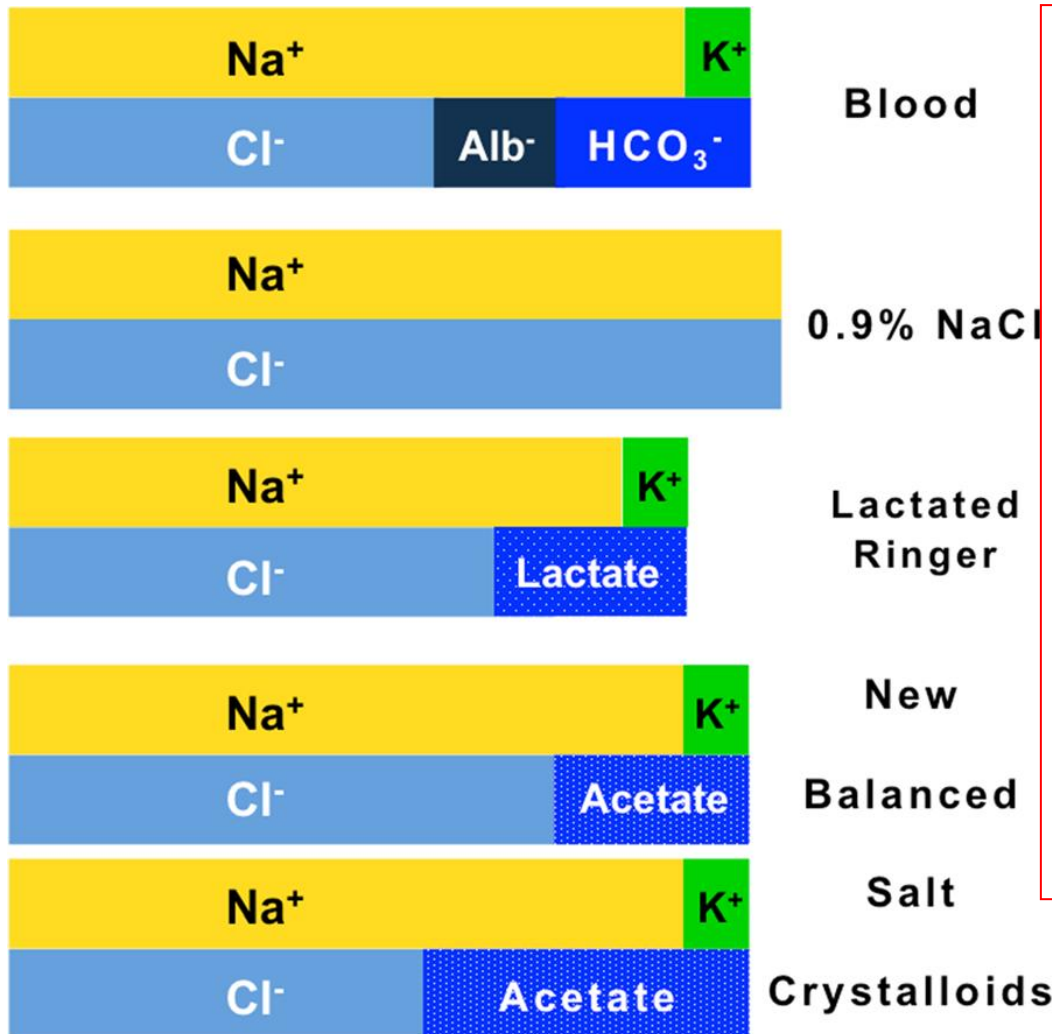 Na⁺ K⁺
Cl⁻ Alb⁻ HCO₃⁻
Blood
Na⁺
Cl⁻
0.9% NaCl
Na⁺ K⁺
Cl⁻ Lactate
Lactated
Ringer
Na⁺ K⁺
Cl⁻ Acetate
New
Balanced
Na⁺ K⁺
Cl⁻ Acetate
Salt
Crystalloids